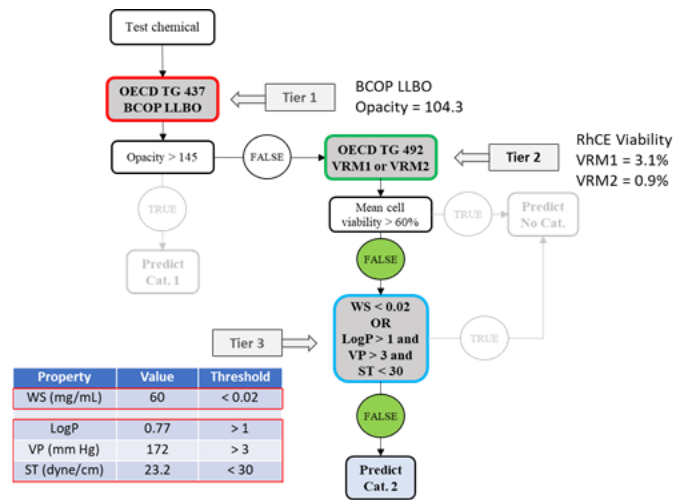 Test chemical
OECD TG 437
BCOP LLBO
Tier 1
BCOP LLBO
Opacity = 104.3
Opacity > 145
FALSE
OECD TG 492
VRM1 or VRM2
Tier 2
RhCE Viability
VRM1 = 3.1%
VRM2 = 0.9%
TRUE
Mean cell
viability > 60%
TRUE
Predict
No Cat.
Predict
Cat. 1
FALSE
WS < 0.02
OR
LogP > 1 and
VP > 3 and
ST < 30
TRUE
Tier 3
Property Value Threshold
WS (mg/mL) 60 < 0.02
LogP 0.77 > 1
VP (mm Hg) 172 > 3
ST (dyne/cm) 23.2 < 30
FALSE
Predict
Cat. 2